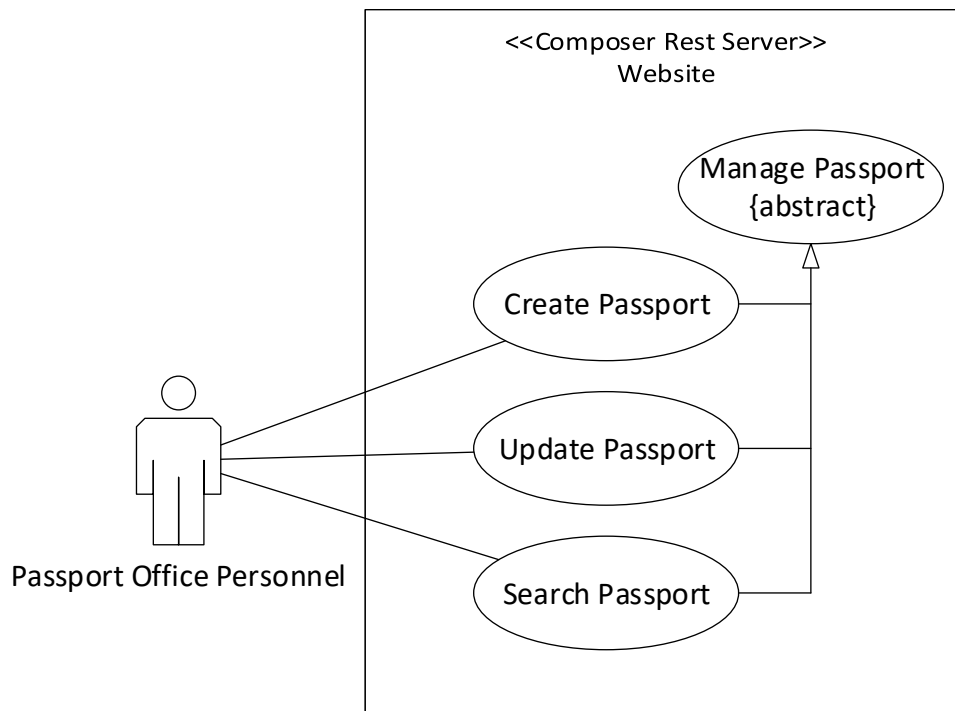 <<Composer Rest Server>>
Website
Manage Passport
{abstract}
Create Passport
Update Passport
Search Passport
Passport Office Personnel